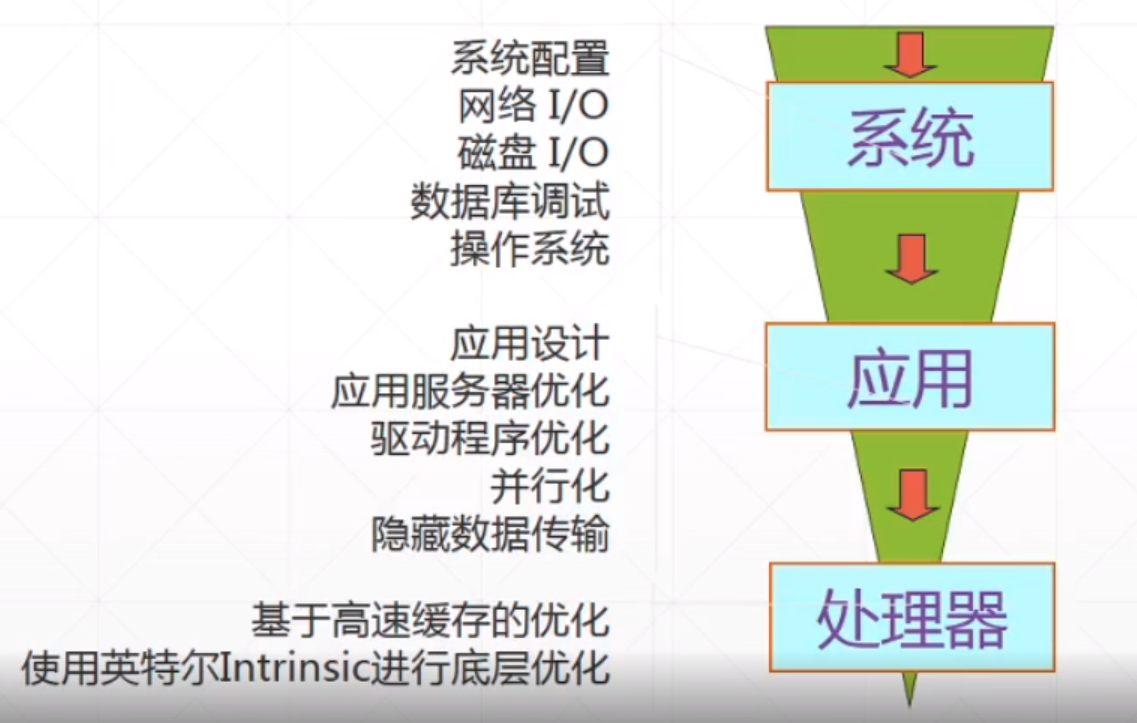 系统配置
网络 I/O
磁盘 I/O
数据库调试
操作系统
系统
应用设计
应用服务器优化
驱动程序优化
并行化
隐藏数据传输
应用
基于高速缓存的优化
使用英特尔Intrinsic进行底层优化
处理器